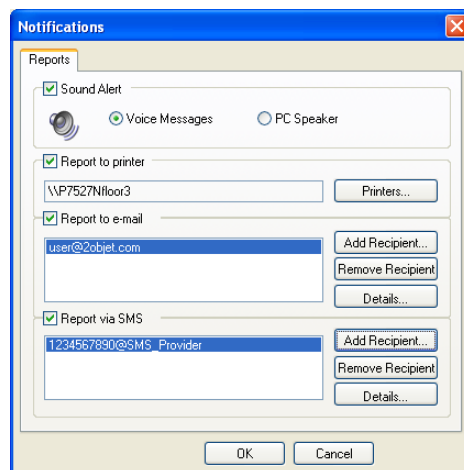 Notifications
Reports
Sound Alert
Voice Messages PC Speaker
Report to printer
\\P7527Nfloor3 Printers...
Report to e-mail
user@2objet.com Add Recipient...
Remove Recipient
Details...
Report via SMS
1234567890@SMS_Provider Add Recipient...
Remove Recipient
Details...
OK Cancel